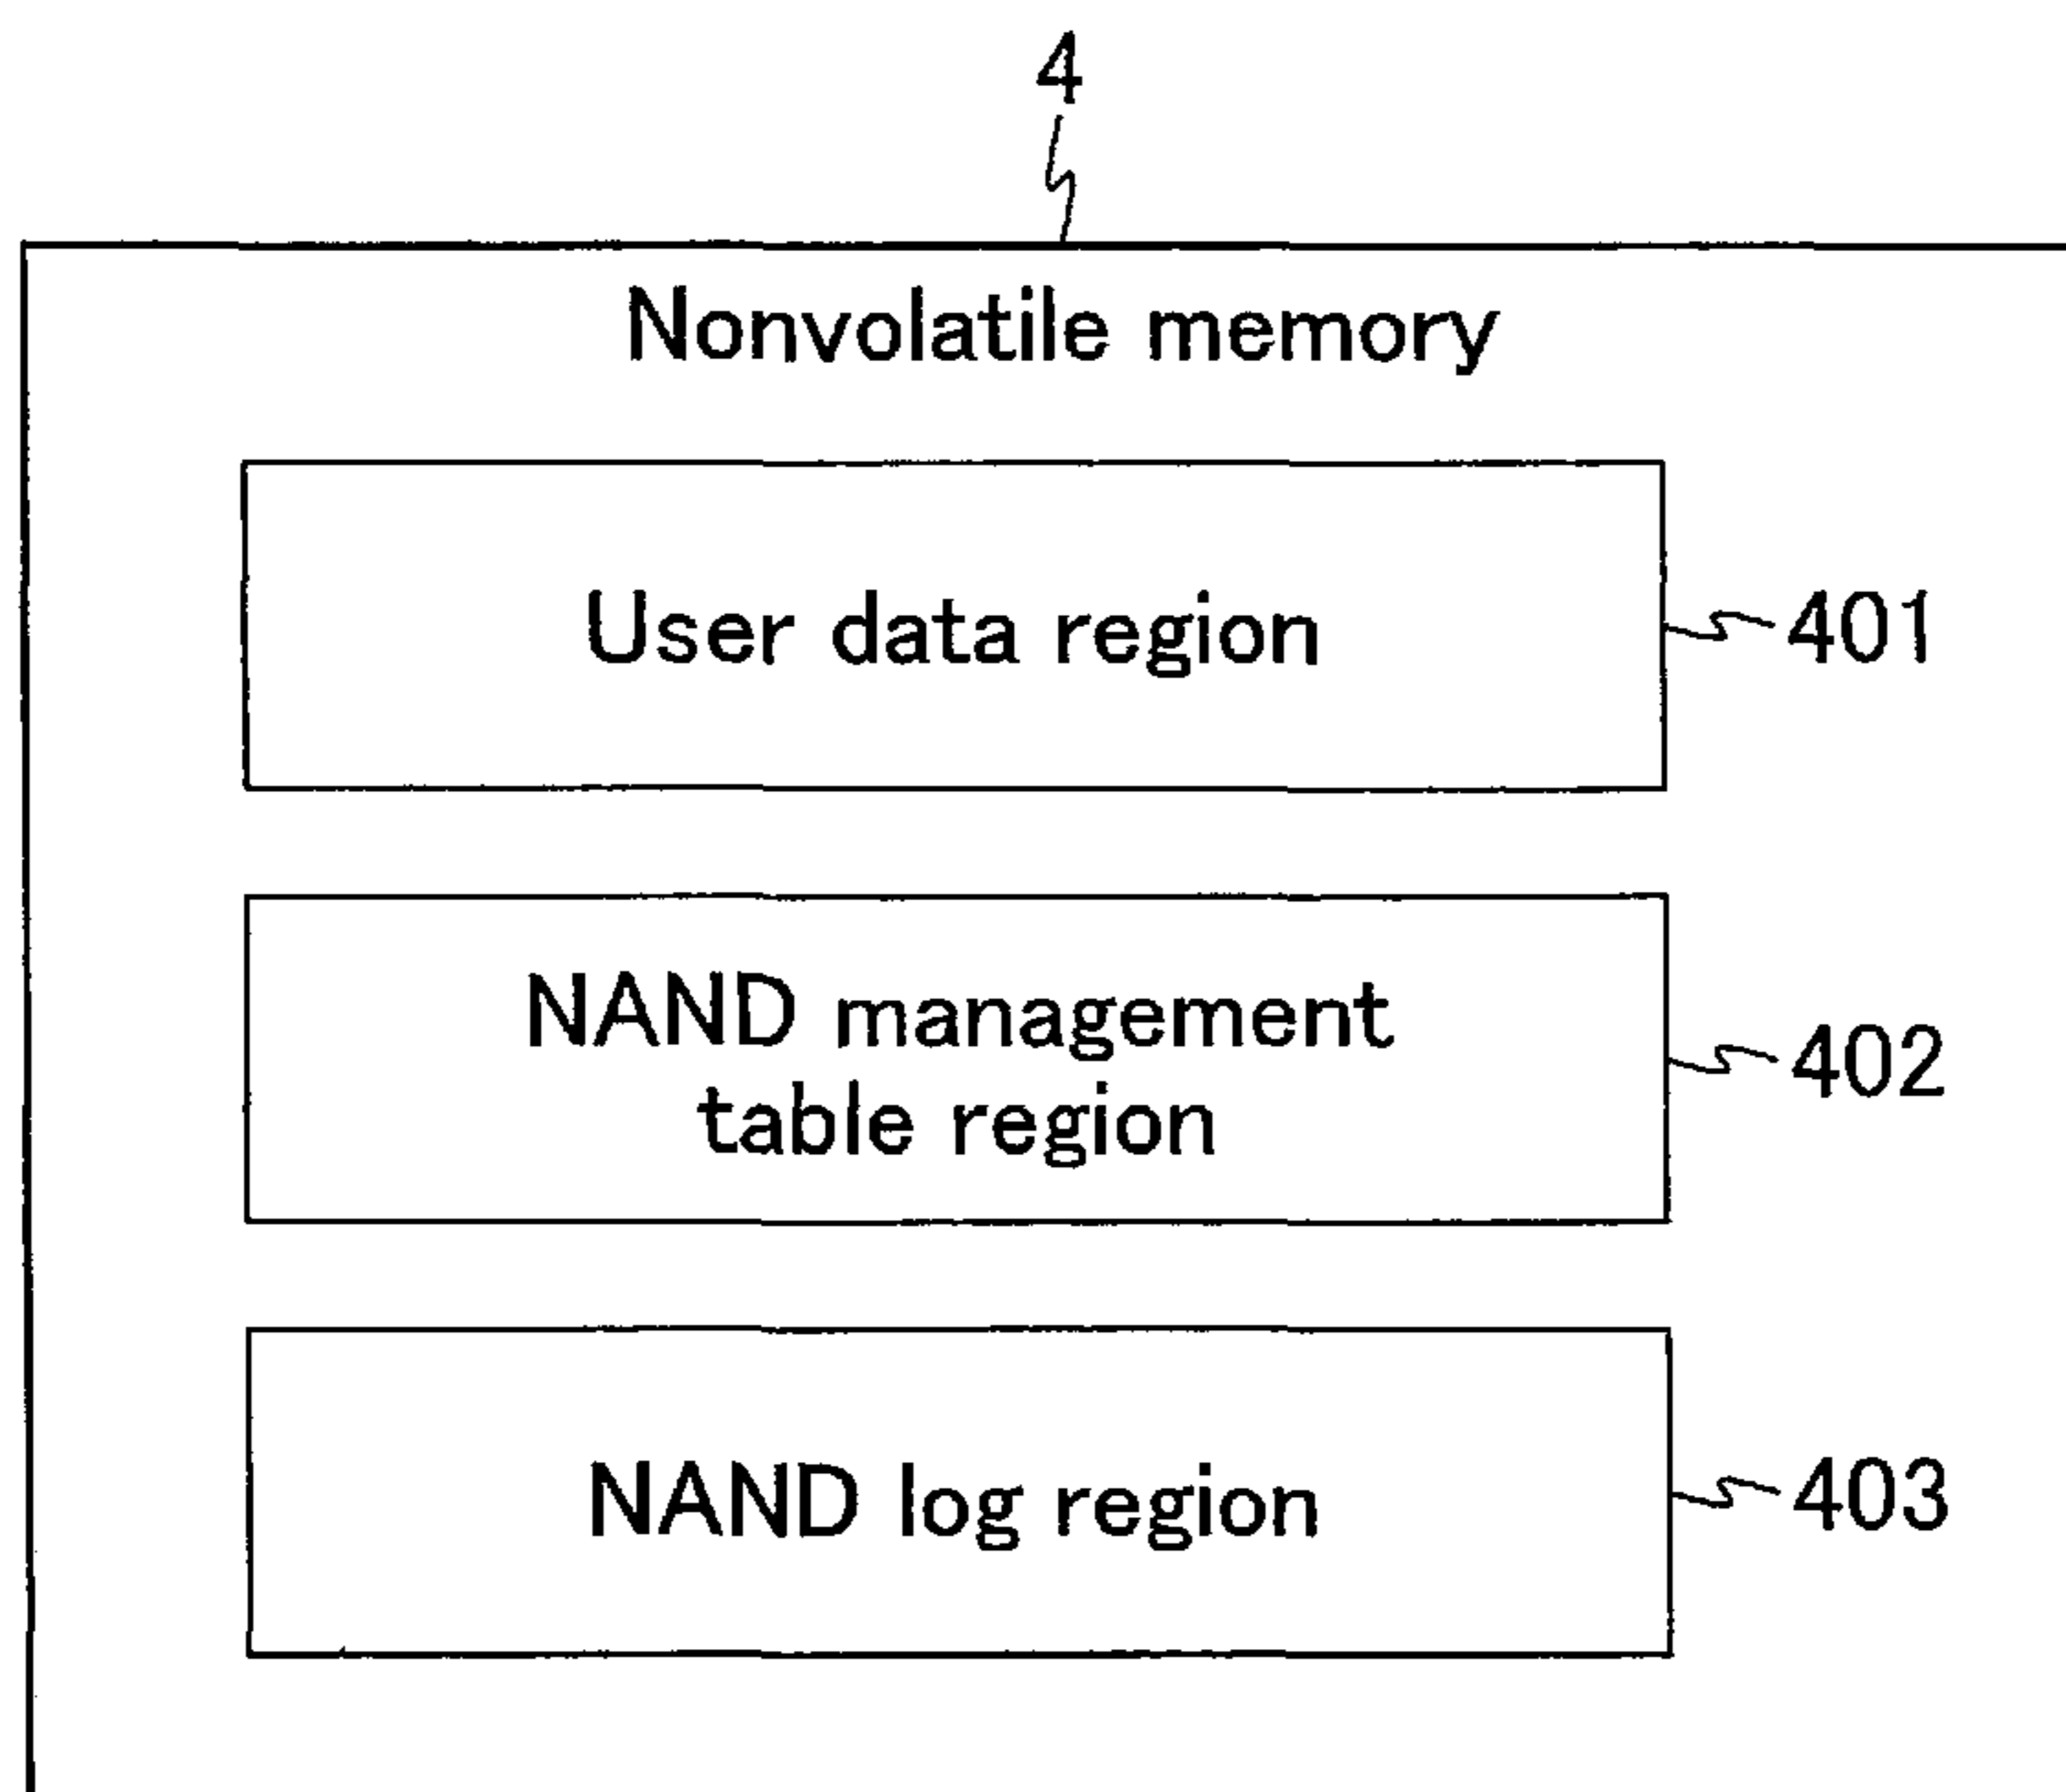 4
Nonvolatile memory
User data region
401
NAND management
table region
402
NAND log region
403